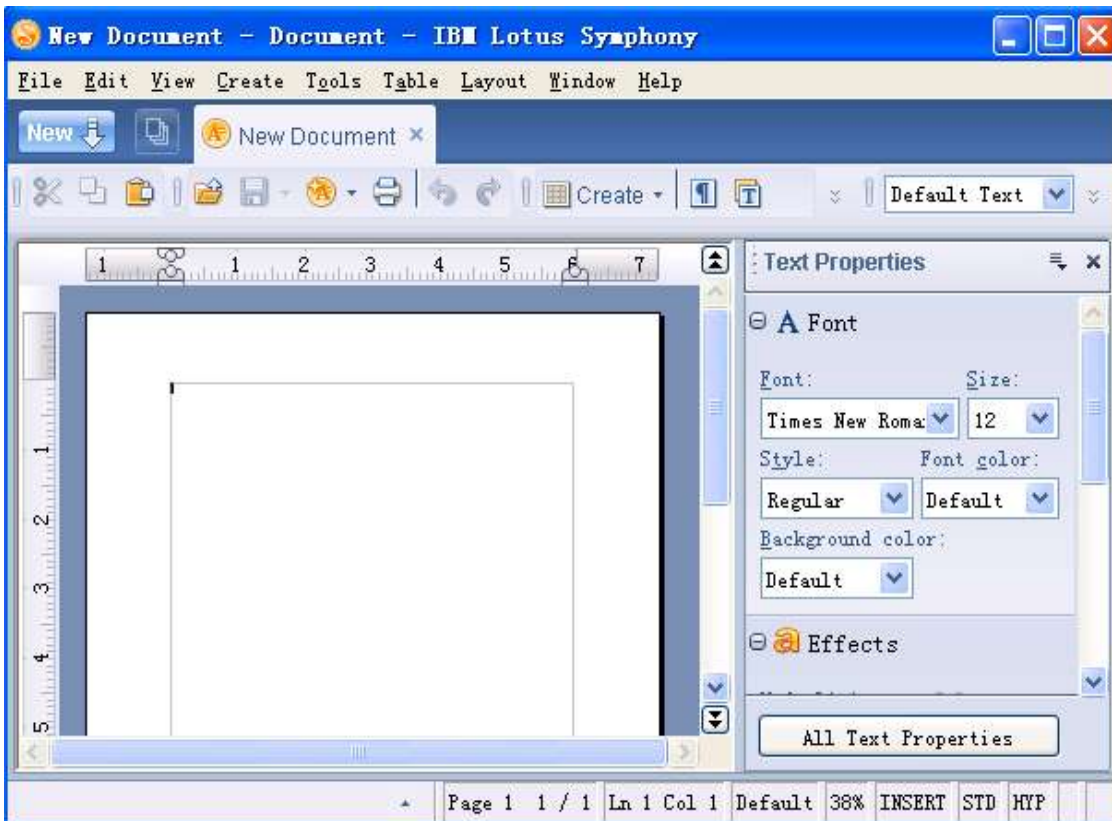 New Document - Document - IBM Lotus Symphony
File Edit View Create Tools Table Layout Window Help
New New Document
Create Default Text
1 1 2 3 4 5 6 7
Text Properties
A Font
Font: Size:
Times New Roma 12
Style: Font color:
Regular Default
Background color:
Default
Effects
1
2
3
4
5
All Text Properties
Page 1 1 / 1 Ln 1 Col 1 Default 38% INSERT STD HYP